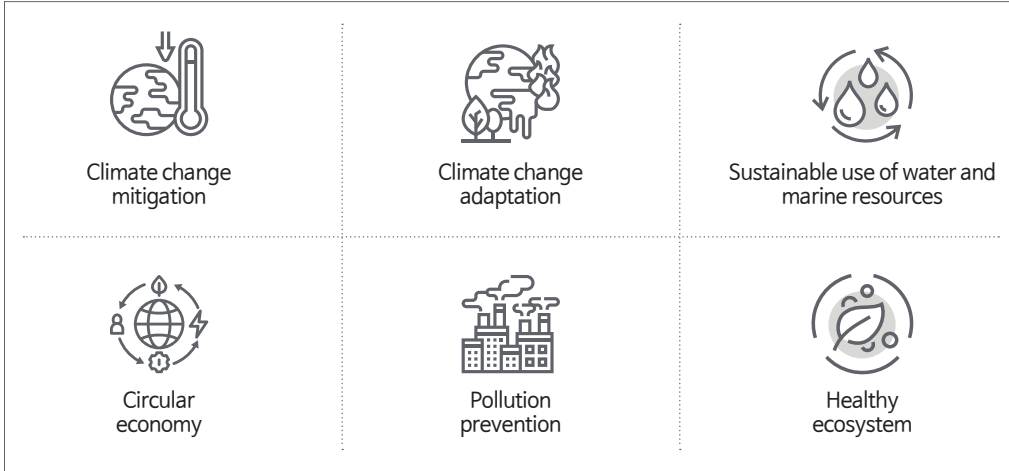 Climate change
mitigation
Climate change
adaptation
Sustainable use of water and
marine resources
Circular
economy
Pollution
prevention
Healthy
ecosystem